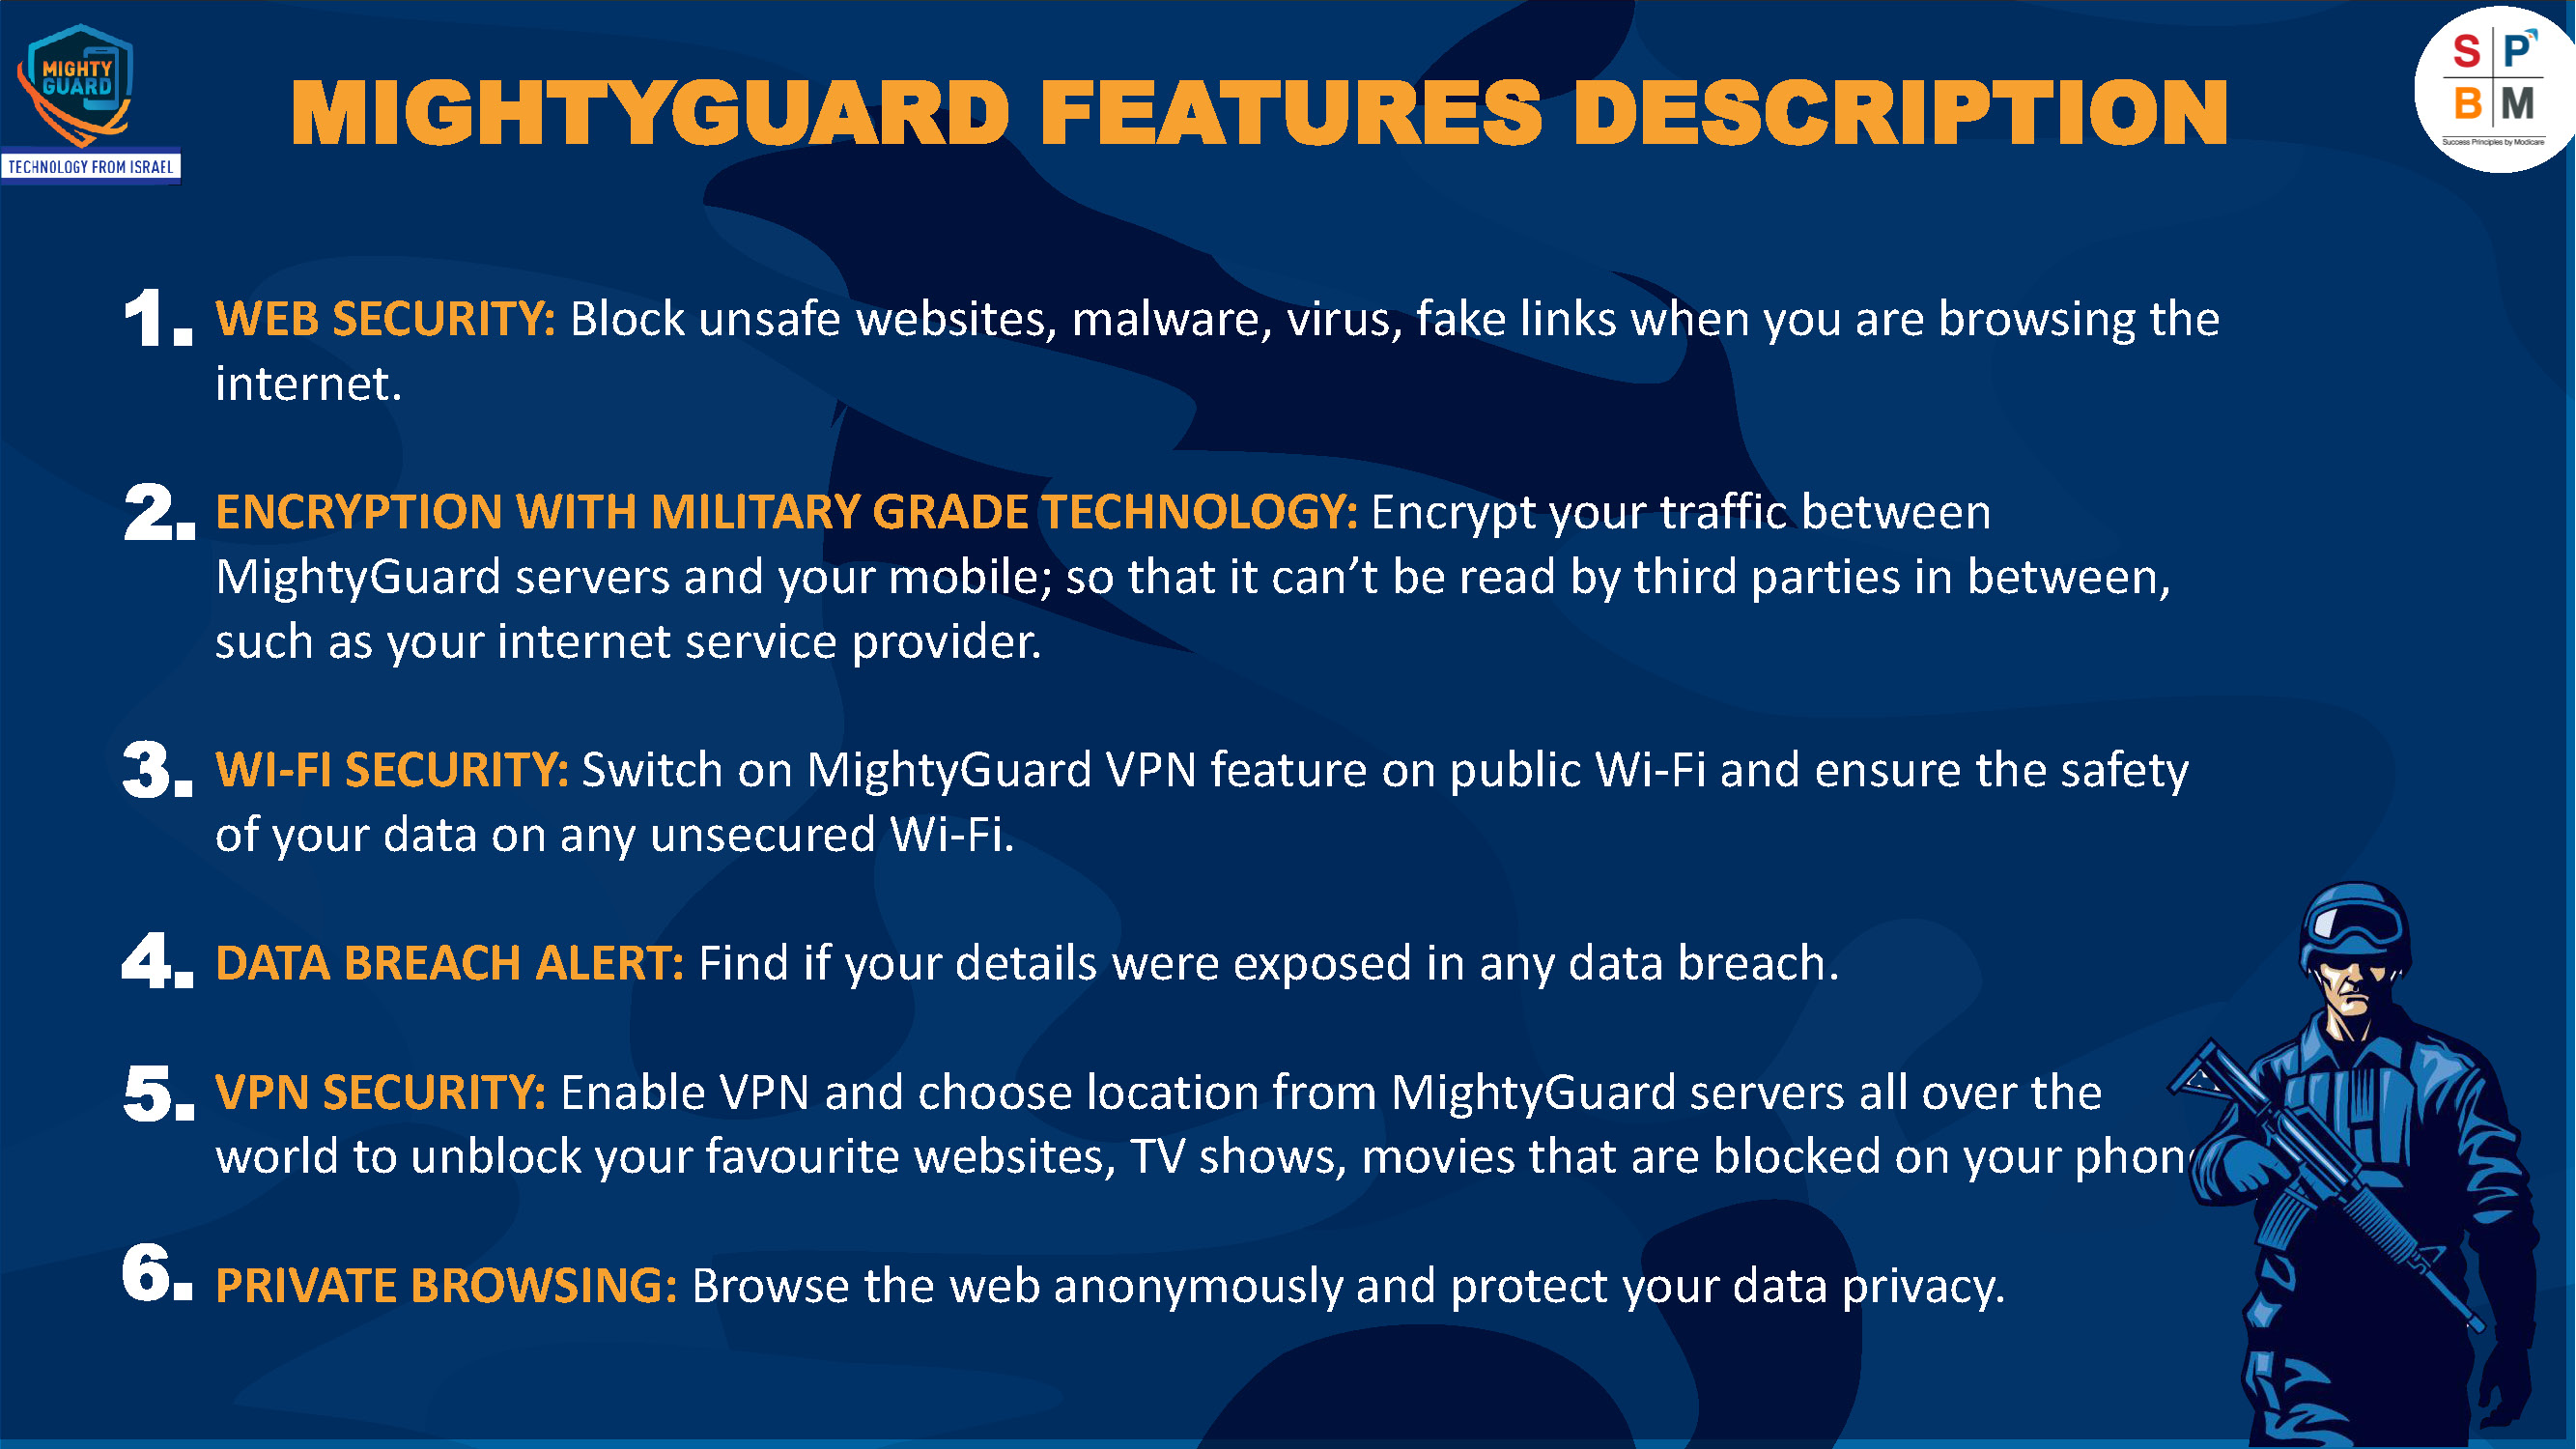 MIGHTY
GUARD
TECHNOLOGY FROM ISRAEL
MIGHTYGUARD FEATURES DESCRIPTION
S P
B M
Success Principles by Modicare
1. WEB SECURITY: Block unsafe websites, malware, virus, fake links when you are browsing the
internet.
2. ENCRYPTION WITH MILITARY GRADE TECHNOLOGY: Encrypt your traffic between
MightyGuard servers and your mobile; so that it can’t be read by third parties in between,
such as your internet service provider.
3. WI-FI SECURITY: Switch on MightyGuard VPN feature on public Wi-Fi and ensure the safety
of your data on any unsecured Wi-Fi.
4. DATA BREACH ALERT: Find if your details were exposed in any data breach.
5. VPN SECURITY: Enable VPN and choose location from MightyGuard servers all over the
world to unblock your favourite websites, TV shows, movies that are blocked on your phon
6. PRIVATE BROWSING: Browse the web anonymously and protect your data privacy.